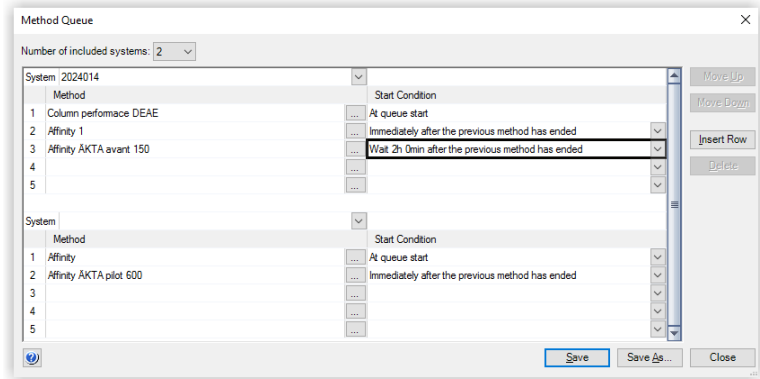 Method Queue
Number of included systems: 2
System 2024014
Method Start Condition
1 Column performace DEAE ... At queue start
2 Affinity 1 ... Immediately after the previous method has ended
3 Affinity ÄKTA avant 150 ... Wait 2h 0min after the previous method has ended
4 ...
5 ...
System
Method Start Condition
1 Affinity ... At queue start
2 Affinity ÄKTA pilot 600 ... Immediately after the previous method has ended
3 ...
4 ...
5 ...
Move Up
Move Down
Insert Row
Delete
? Save Save As... Close